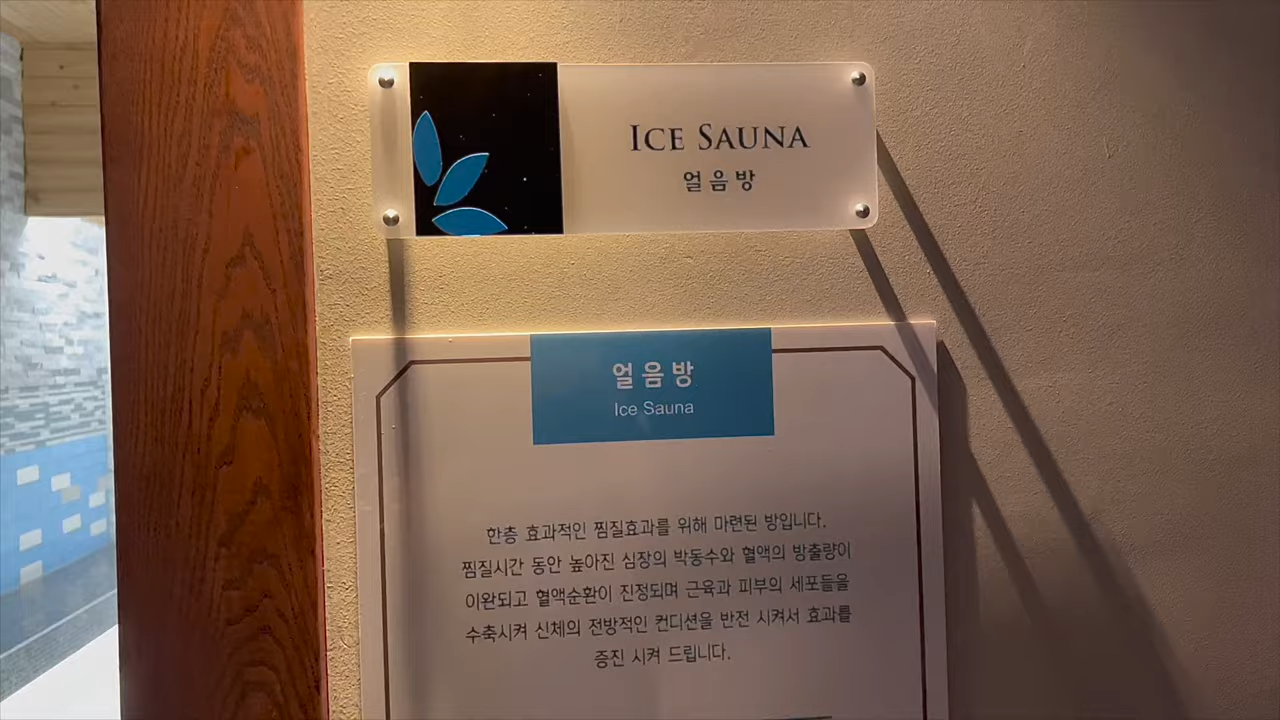 ICE SAUNA
얼음방
얼음방
Ice Sauna
한층 효과적인 찜질효과를 위해 마련된 방입니다.
찜질시간 동안 높아진 심장의 박동수와 혈액의 방출량이
이완되고 혈액순환이 진정되며 근육과 피부의 세포들을
수축시켜 신체의 전방적인 컨디션을 반전 시켜서 효과를
증진 시켜 드립니다.